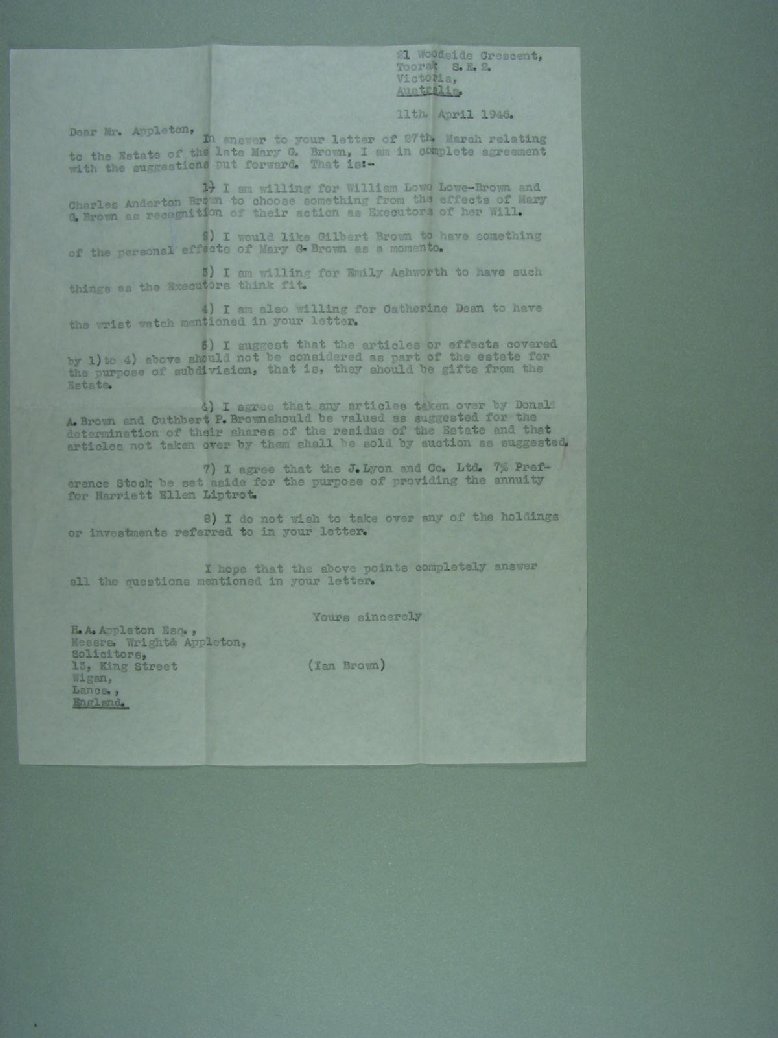 21 Woodside Crescent,
Toorak S.E.2.
Victoria,
Australia.
11th. April 1946.
Dear Mr. Appleton,
In answer to your letter of 27th. March relating
to the Estate of the late Mary G. Brown, I am in complete agreement
with the suggestions put forward. That is:-
1) I am willing for William Lowe Lowe-Brown and
Charles Anderton Brown to choose something from the effects of Mary
G. Brown as recognition of their action as Executors of her Will.
2) I would like Gilbert Brown to have something
of the personal effects of Mary G. Brown as a momento.
3) I am willing for Emily Ashworth to have such
things as the Executors think fit.
4) I am also willing for Catherine Dean to have
the wrist watch mentioned in your letter.
5) I suggest that the articles or effects covered
by 1)to 4) above should not be considered as part of the estate for
the purpose of subdivision, that is, they should be gifts from the
Estate.
6) I agree that any articles taken over by Donald
A. Brown and Cuthbert P. Brownshould be valued as suggested for the
determination of their shares of the residue of the Estate and that
articles not taken over by them shall be sold by auction as suggested.
7) I agree that the J.Lyon and Co. Ltd. 7% Pref-
erence Stock be set aside for the purpose of providing the annuity
for Harriett Ellen Liptrot.
8) I do not wish to take over any of the holdings
or investments referred to in your letter.
I hope that the above points completely answer
all the questions mentioned in your letter.
Yours sincerely
H.A.Appleton Esq.,
Messrs. Wright& Appleton,
Solicitors,
13, King Street
(Ian Brown)
Wigan,
Lancs.,
England.